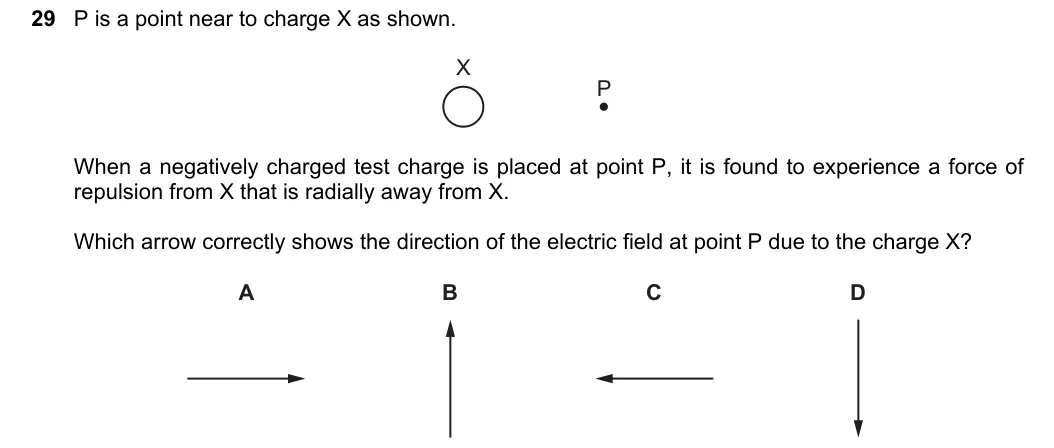 29 P is a point near to charge X as shown.
X
P
When a negatively charged test charge is placed at point P, it is found to experience a force of
repulsion from X that is radially away from X.
Which arrow correctly shows the direction of the electric field at point P due to the charge X?
A B C D